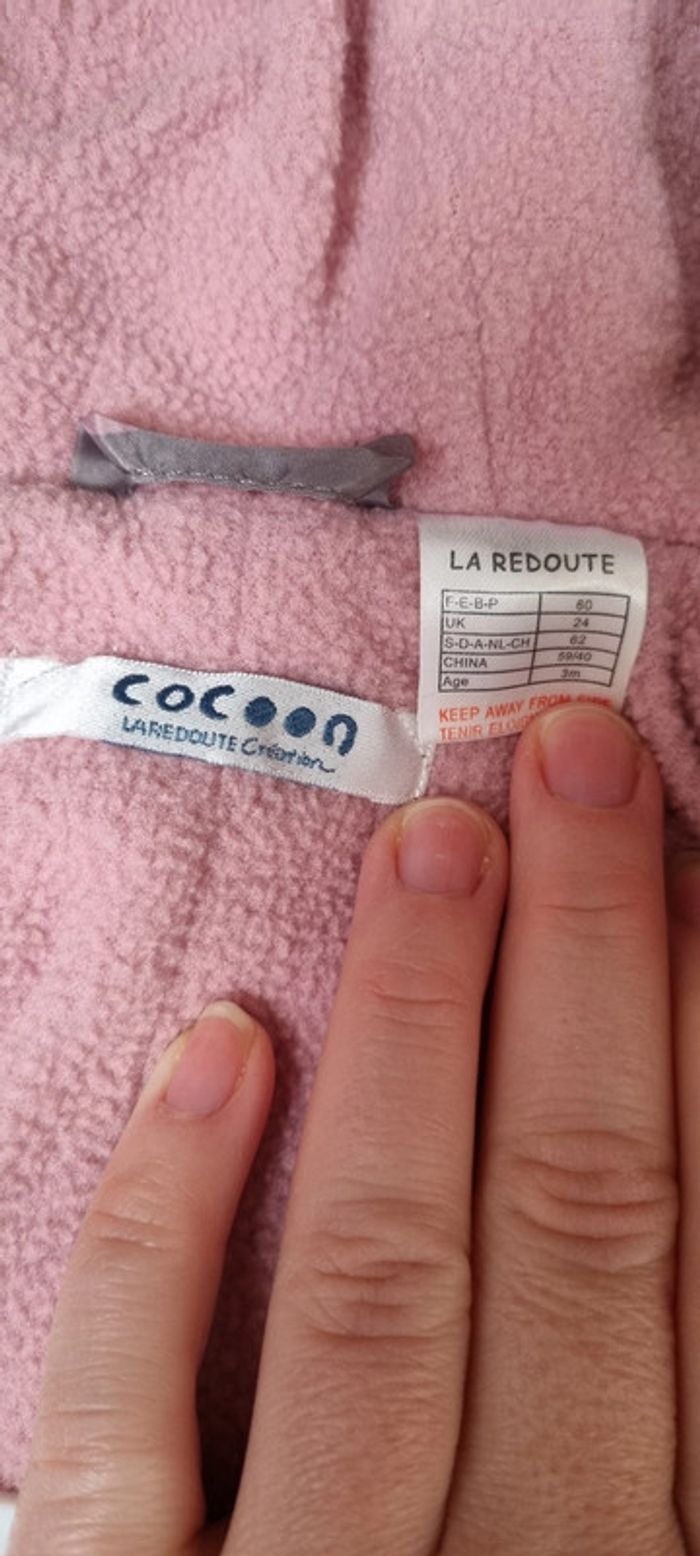 LA REDOUTE
F-E-B-P 60
UK 24
S-D-A-NL-CH 62
CHINA 59/40
Age 3m
KEEP AWAY FROM FIRE
TENIR
cocoon
LA REDOUTE Création